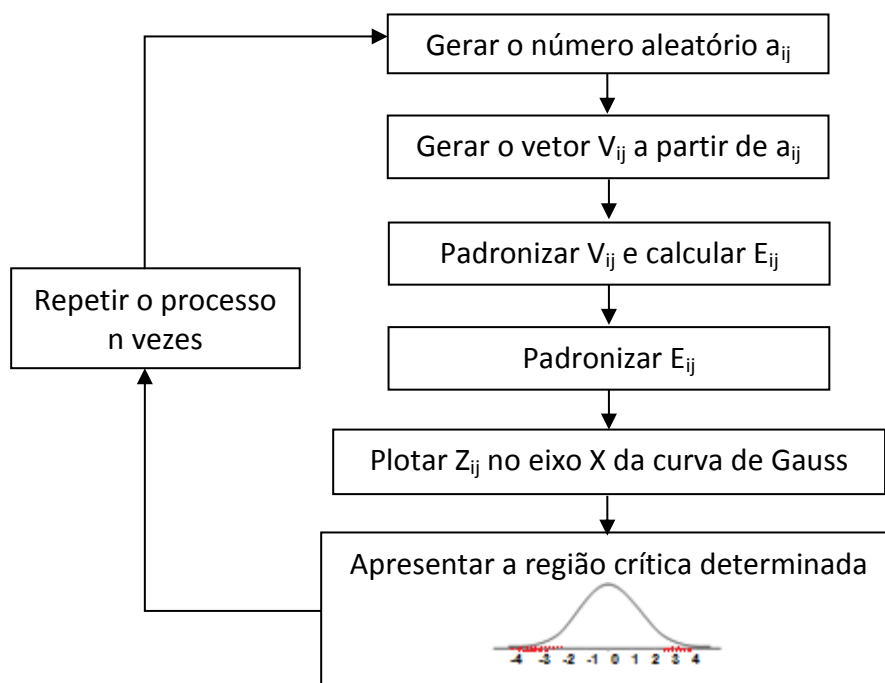 Gerar o número aleatório aij
Gerar o vetor Vij a partir de aij
Padronizar Vij e calcular Eij
Repetir o processo
n vezes
Padronizar Eij
Plotar Zij no eixo X da curva de Gauss
Apresentar a região crítica determinada
-4 -3 -2 -1 0 1 2 3 4